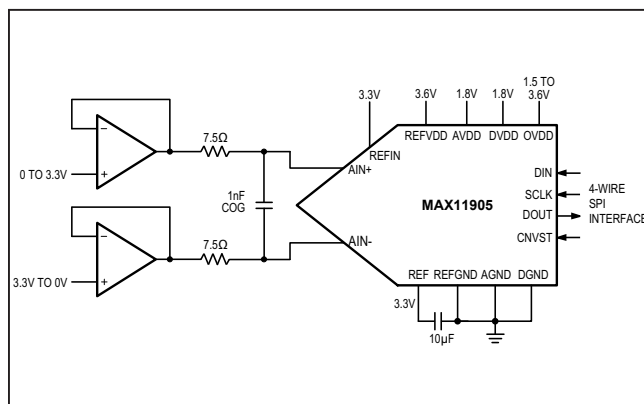 1.5 TO
3.3V 3.6V 1.8V 1.8V 3.6V
REFVDD AVDD DVDD OVDD
REFIN
7.5Ω
−
+
0 TO 3.3V
AIN+
1nF
COG
MAX11905
DIN
SCLK
DOUT
CNVST
4-WIRE
SPI
INTERFACE
7.5Ω
−
+
3.3V TO 0V
AIN-
REF REFGND AGND DGND
3.3V
10µF